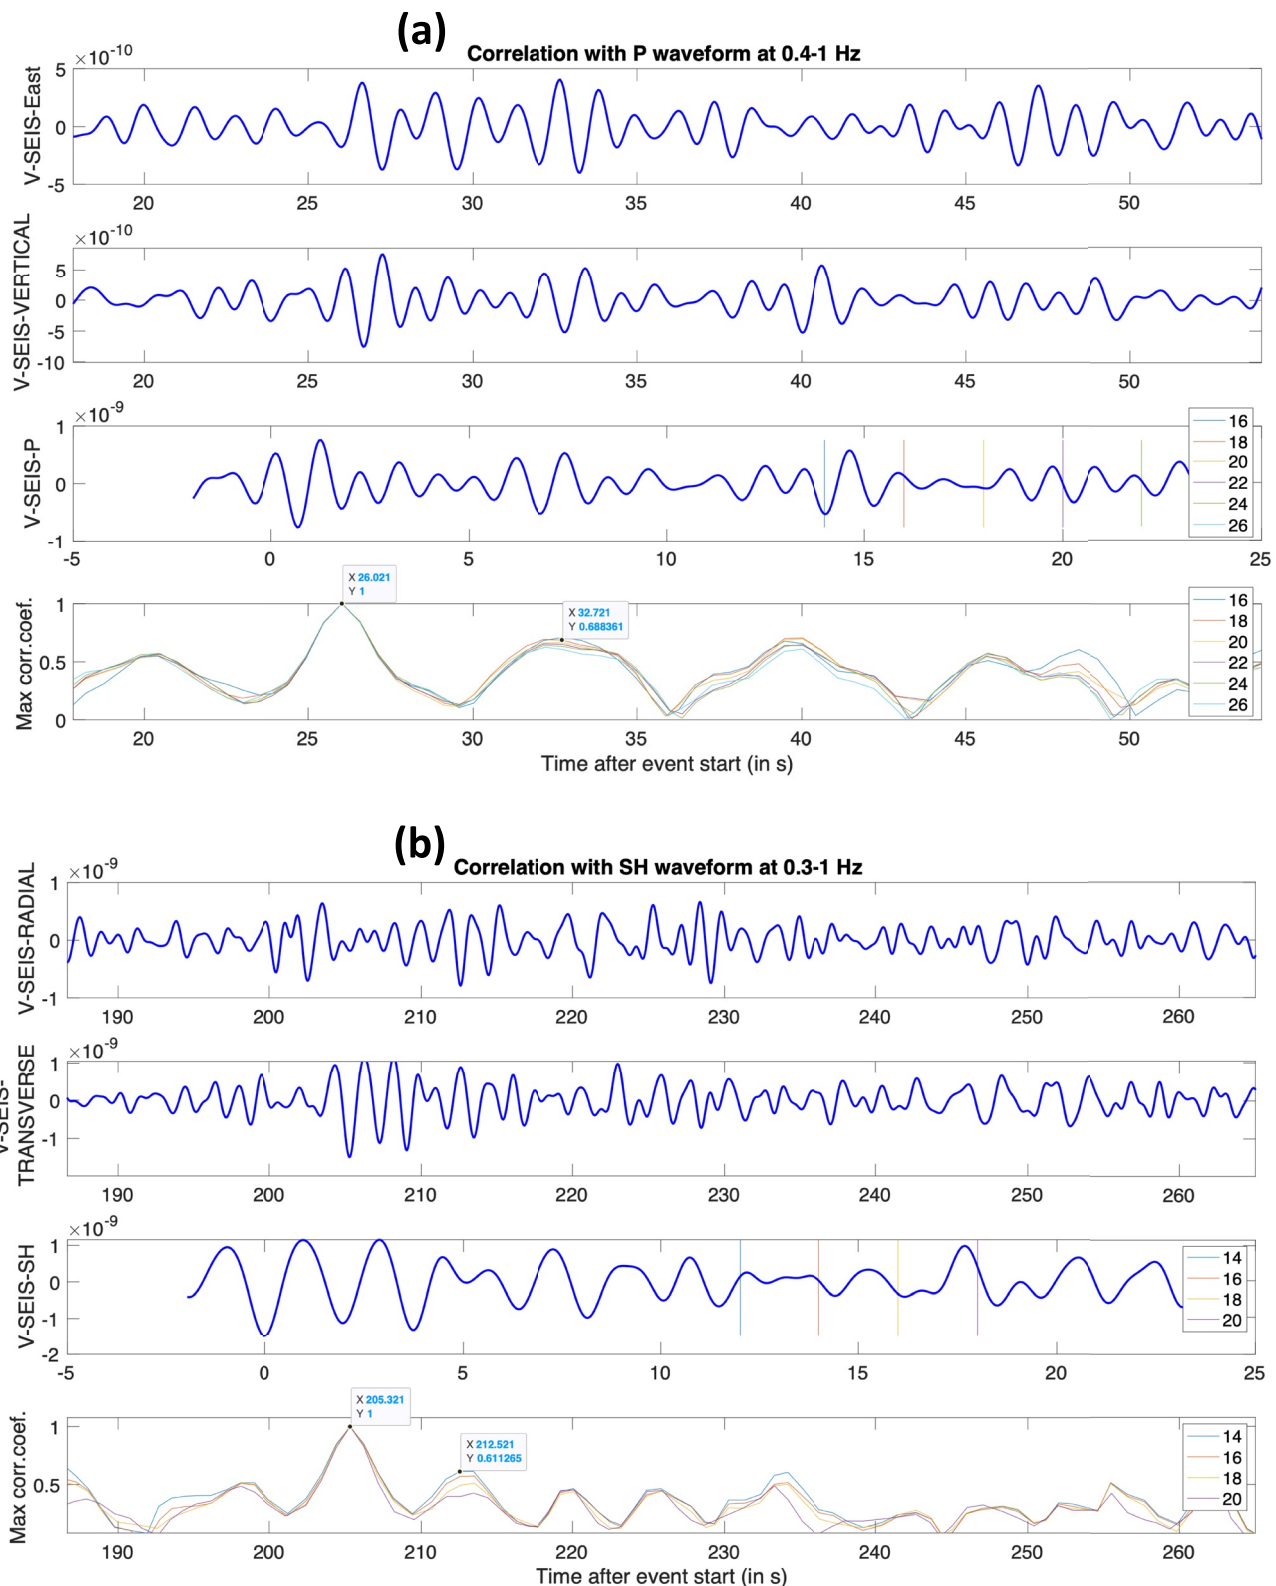 (a)
Correlation with P waveform at 0.4-1 Hz
×10-10
V-SEIS-East
5
0
-5
20 25 30 35 40 45 50
×10-10
V-SEIS-VERTICAL
5
0
-5
-10
20 25 30 35 40 45 50
×10-9
V-SEIS-P
1
0
-1
16
18
20
22
24
26
-5 0 5 10 15 20 25
X 26.021
Y 1
X 32.721
Y 0.688361
Max corr.coef.
1
0.5
0
16
18
20
22
24
26
20 25 30 35 40 45 50
Time after event start (in s)
(b)
Correlation with SH waveform at 0.3-1 Hz
×10-9
V-SEIS-RADIAL
1
0
-1
190 200 210 220 230 240 250 260
×10-9
V-SEIS-
TRANSVERSE
1
0
-1
190 200 210 220 230 240 250 260
×10-9
V-SEIS-SH
1
0
-1
-2
14
16
18
20
-5 0 5 10 15 20 25
X 205.321
Y 1
X 212.521
Y 0.611265
Max corr.coef.
1
0.5
14
16
18
20
190 200 210 220 230 240 250 260
Time after event start (in s)